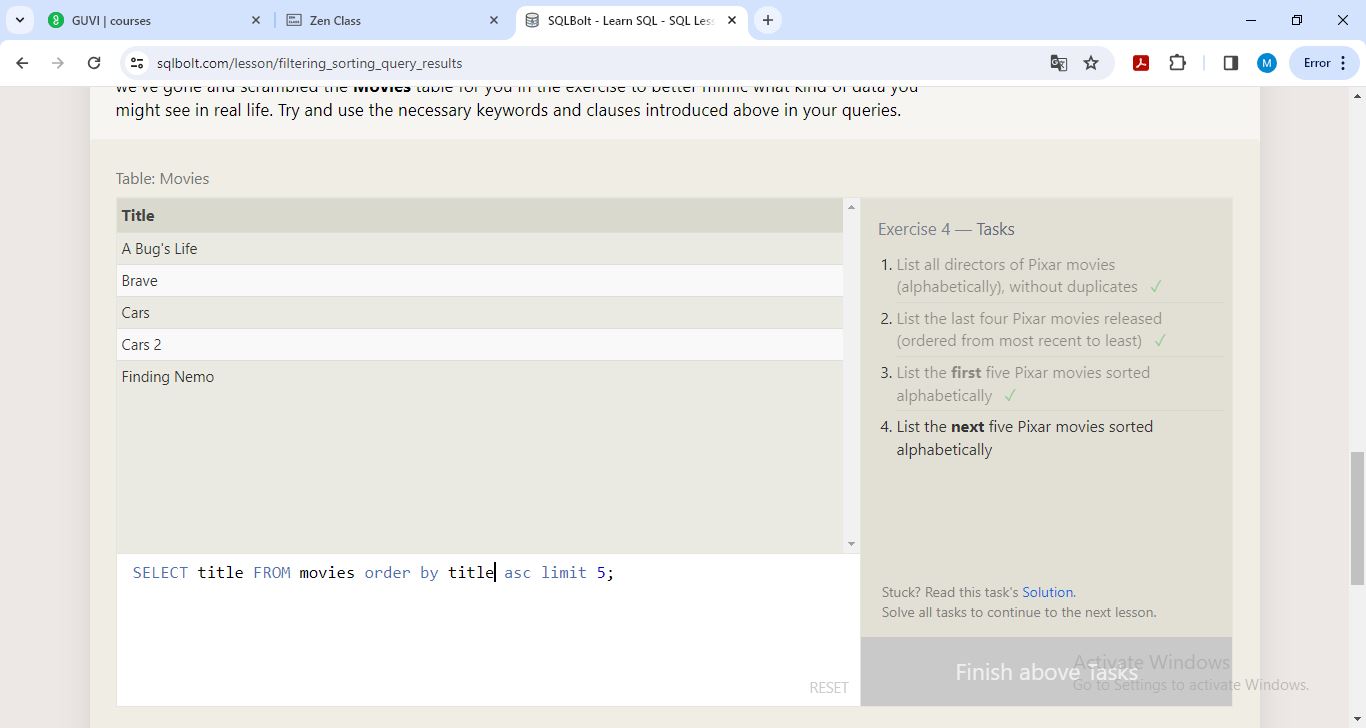 GUVI | courses
Zen Class
SQLBolt - Learn SQL - SQL Les
sqlbolt.com/lesson/filtering_sorting_query_results
M
Error
we've gone and scrambled the Movies table for you in the exercise to better mimic what kind of data you
might see in real life. Try and use the necessary keywords and clauses introduced above in your queries.
Table: Movies
Title
A Bug's Life
Brave
Cars
Cars 2
Finding Nemo
SELECT title FROM movies order by title asc limit 5;
RESET
Exercise 4 — Tasks
1. List all directors of Pixar movies
(alphabetically), without duplicates ✓
2. List the last four Pixar movies released
(ordered from most recent to least) ✓
3. List the first five Pixar movies sorted
alphabetically ✓
4. List the next five Pixar movies sorted
alphabetically
Stuck? Read this task's Solution.
Solve all tasks to continue to the next lesson.
Finish above Tasks
Activate Windows
Go to Settings to activate Windows.